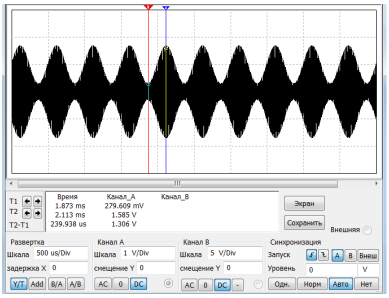 T1
T2
T2-T1
Время Канал_A Канал_B
1.873 ms 279.609 mV
2.113 ms 1.585 V
239.938 us 1.306 V
Экран
Сохранить
Внешняя
Развертка
Шкала 500 us/Div
задержка X 0
Y/T Add B/A A/B
Канал A
Шкала 1 V/Div
смещение Y 0
AC 0 DC
Канал B
Шкала 5 V/Div
смещение Y 0
AC 0 DC -
Синхронизация
Запуск A B Внеш
Уровень 0 V
Одн. Норм Авто Нет